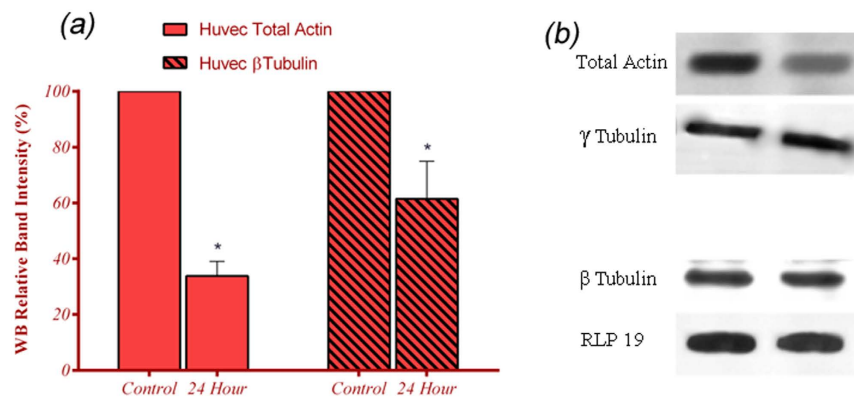 (a)
Huvec Total Actin
Huvec βTubulin
WB Relative Band Intensity (%)
100
80
60
40
20
0
*
*
Control 24 Hour Control 24 Hour
(b)
Total Actin
γ Tubulin
β Tubulin
RLP 19